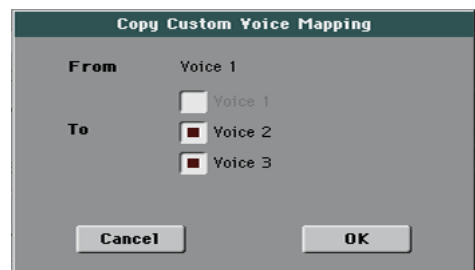 Copy Custom Voice Mapping
From Voice 1
Voice 1
To Voice 2
Voice 3
Cancel OK